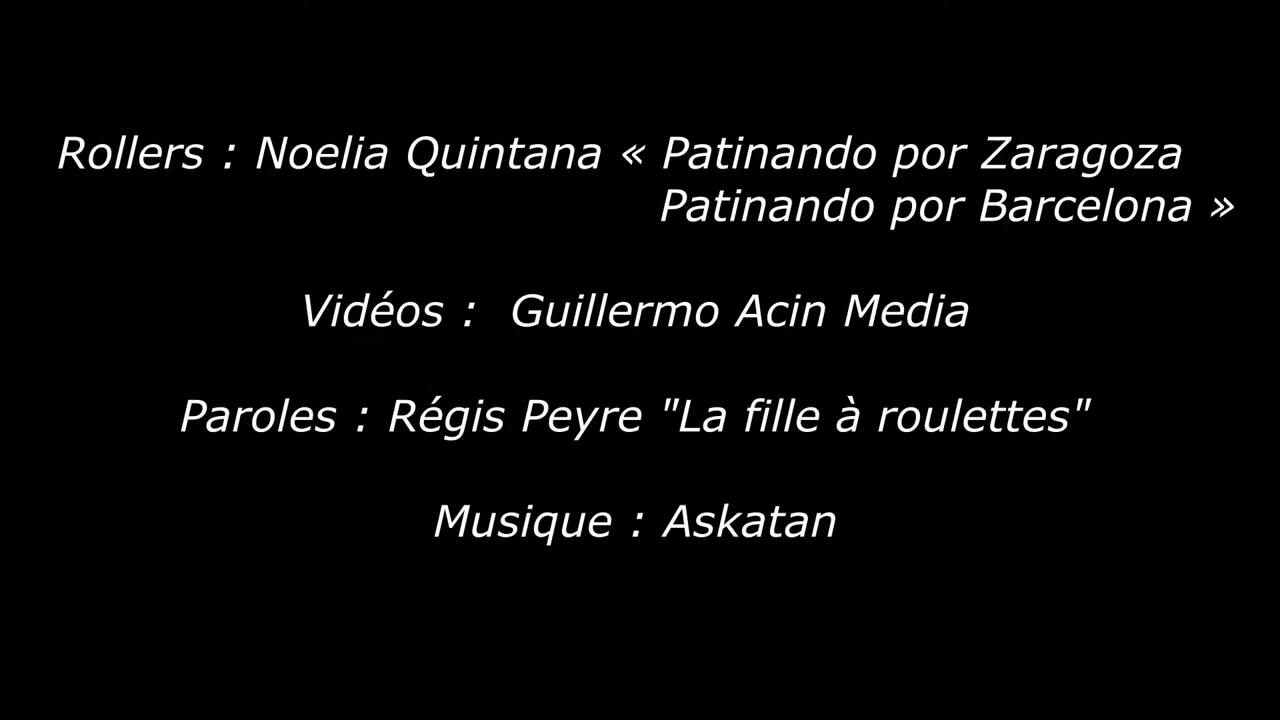 Rollers : Noelia Quintana « Patinando por Zaragoza
Patinando por Barcelona »
Vidéos :  Guillermo Acin Media
Paroles : Régis Peyre "La fille à roulettes"
Musique : Askatan